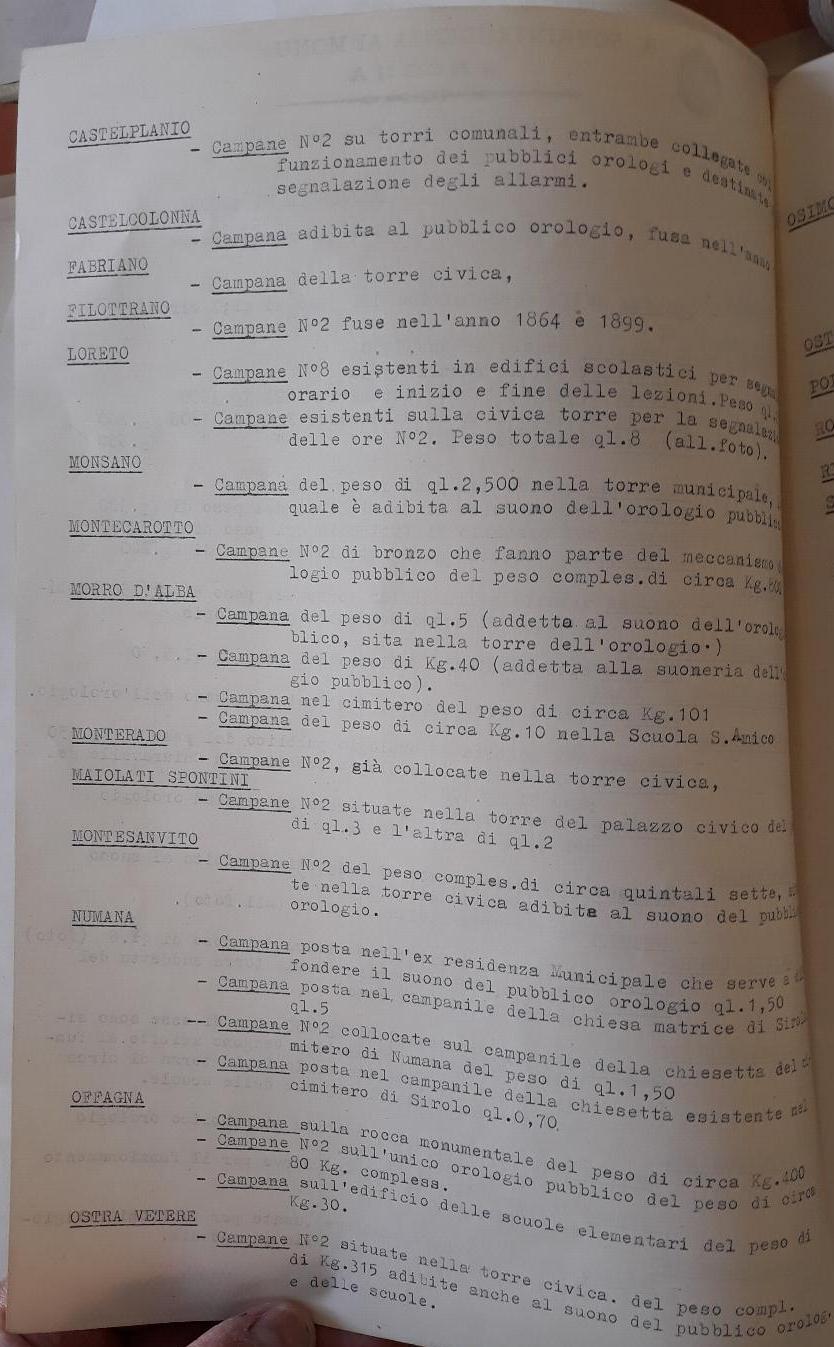 CASTELPLANIO
- Campane N°2 su torri comunali, entrambe collegate
funzionamento dei pubblici orologi e destinate
segnalazione degli allarmi.
CASTELCOLONNA
- Campana adibita al pubblico orologio, fusa nell'anno
FABRIANO
- Campana della torre civica,
FILOTTRANO
- Campane N°2 fuse nell'anno 1864 e 1899.
LORETO
- Campane N°8 esistenti in edifici scolastici per
orario e inizio e fine delle lezioni.Peso
- Campane esistenti sulla civica torre per la
delle ore N°2. Peso totale ql.8 (all.foto).
MONSANO
- Campana del peso di ql.2,500 nella torre municipale,
quale è adibita al suono dell'orologio
MONTECAROTTO
- Campane N°2 di bronzo che fanno parte del meccanismo
logio pubblico del peso comples.di circa
MORRO D'ALBA
- Campana del peso di ql.5 (addetta al suono
blico, sita nella torre dell'orologio.)
- Campana del peso di Kg.40 (addetta alla suoneria
gio pubblico).
- Campana nel cimitero del peso di circa Kg.101
- Campana del peso di circa Kg.10 nella Scuola S.Amico
MONTERADO
- Campane N°2, già collocate nella torre civica,
MAIOLATI SPONTINI
- Campane N°2 situate nella torre del palazzo civico del
di ql.3 e l'altra di ql.2
MONTESANVITO
- Campane N°2 del peso comples.di circa quintali sette,
te nella torre civica adibite al suono del
orologio.
NUMANA
- Campana posta nell'ex residenza Municipale che serve a
fondere il suono del pubblico orologio ql.1,50
- Campana posta nel campanile della chiesa matrice di Sirolo
ql.5
-- Campane N°2 collocate sul campanile della chiesetta del
mitero di Numana del peso di ql.1,50
- Campana posta nel campanile della chiesetta esistente nel
cimitero di Sirolo ql.0,70.
OFFAGNA
- Campana sulla rocca monumentale del peso di circa Kg.400
- Campane N°2 sull'unico orologio pubblico del peso di circa
80 Kg. compless.
- Campana sull'edificio delle scuole elementari del peso di
Kg.30.
OSTRA VETERE
- Campane N°2 situate nella torre civica. del peso compl.
di Kg.315 adibite anche al suono del pubblico
e delle scuole.
OSIMO